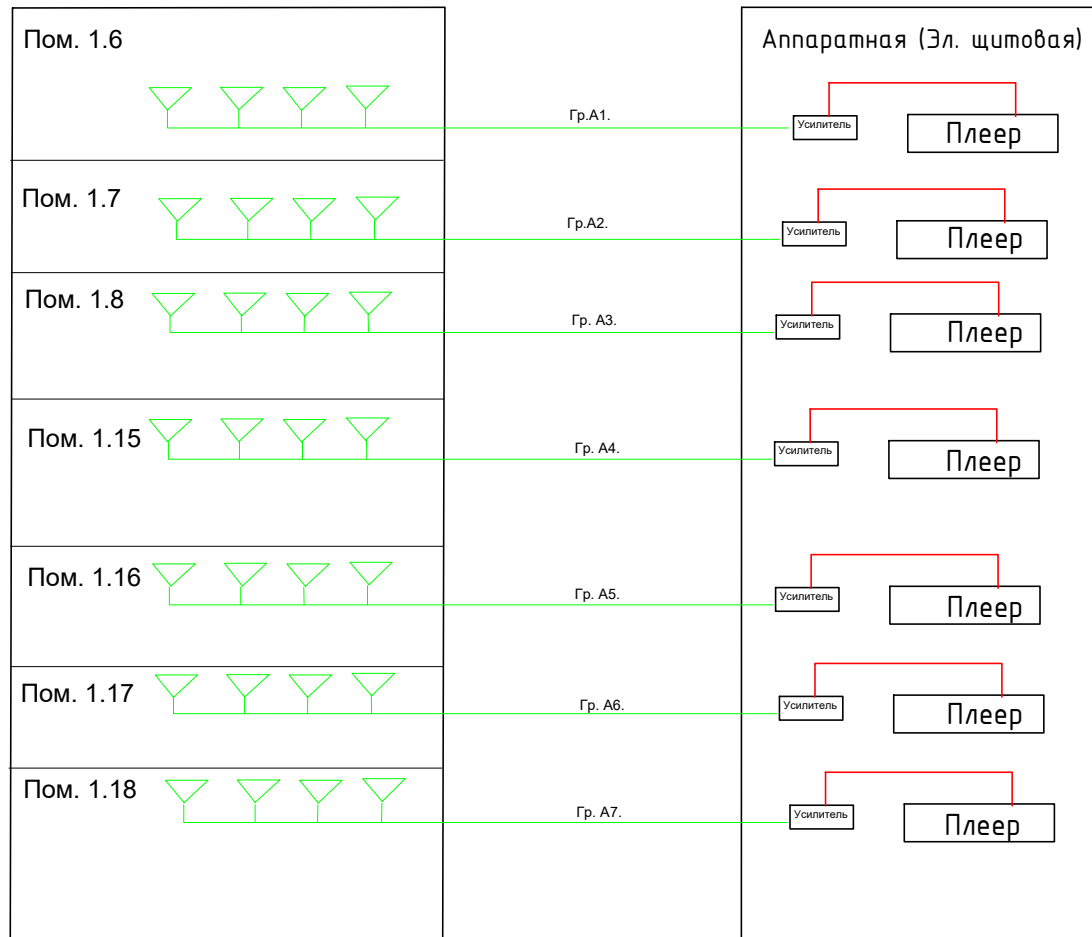 Пом. 1.6
Аппаратная (Эл. щитовая)
Гр.А1.
Усилитель
Плеер
Пом. 1.7
Гр.А2.
Усилитель
Плеер
Пом. 1.8
Гр. А3.
Усилитель
Плеер
Пом. 1.15
Гр. А4.
Усилитель
Плеер
Пом. 1.16
Гр. А5.
Усилитель
Плеер
Пом. 1.17
Гр. А6.
Усилитель
Плеер
Пом. 1.18
Гр. А7.
Усилитель
Плеер